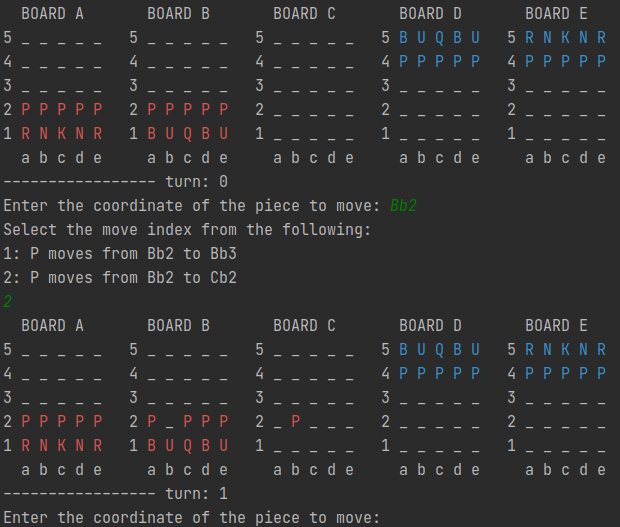 BOARD A       BOARD B       BOARD C       BOARD D       BOARD E
5 _ _ _ _ _   5 _ _ _ _ _   5 _ _ _ _ _   5 B U Q B U   5 R N K N R
4 _ _ _ _ _   4 _ _ _ _ _   4 _ _ _ _ _   4 P P P P P   4 P P P P P
3 _ _ _ _ _   3 _ _ _ _ _   3 _ _ _ _ _   3 _ _ _ _ _   3 _ _ _ _ _
2 P P P P P   2 P P P P P   2 _ _ _ _ _   2 _ _ _ _ _   2 _ _ _ _ _
1 R N K N R   1 B U Q B U   1 _ _ _ _ _   1 _ _ _ _ _   1 _ _ _ _ _
  a b c d e     a b c d e     a b c d e     a b c d e     a b c d e
----------------- turn: 0
Enter the coordinate of the piece to move: Bb2
Select the move index from the following:
1: P moves from Bb2 to Bb3
2: P moves from Bb2 to Cb2
2
  BOARD A       BOARD B       BOARD C       BOARD D       BOARD E
5 _ _ _ _ _   5 _ _ _ _ _   5 _ _ _ _ _   5 B U Q B U   5 R N K N R
4 _ _ _ _ _   4 _ _ _ _ _   4 _ _ _ _ _   4 P P P P P   4 P P P P P
3 _ _ _ _ _   3 _ _ _ _ _   3 _ _ _ _ _   3 _ _ _ _ _   3 _ _ _ _ _
2 P P P P P   2 P _ P P P   2 _ P _ _ _   2 _ _ _ _ _   2 _ _ _ _ _
1 R N K N R   1 B U Q B U   1 _ _ _ _ _   1 _ _ _ _ _   1 _ _ _ _ _
  a b c d e     a b c d e     a b c d e     a b c d e     a b c d e
----------------- turn: 1
Enter the coordinate of the piece to move: